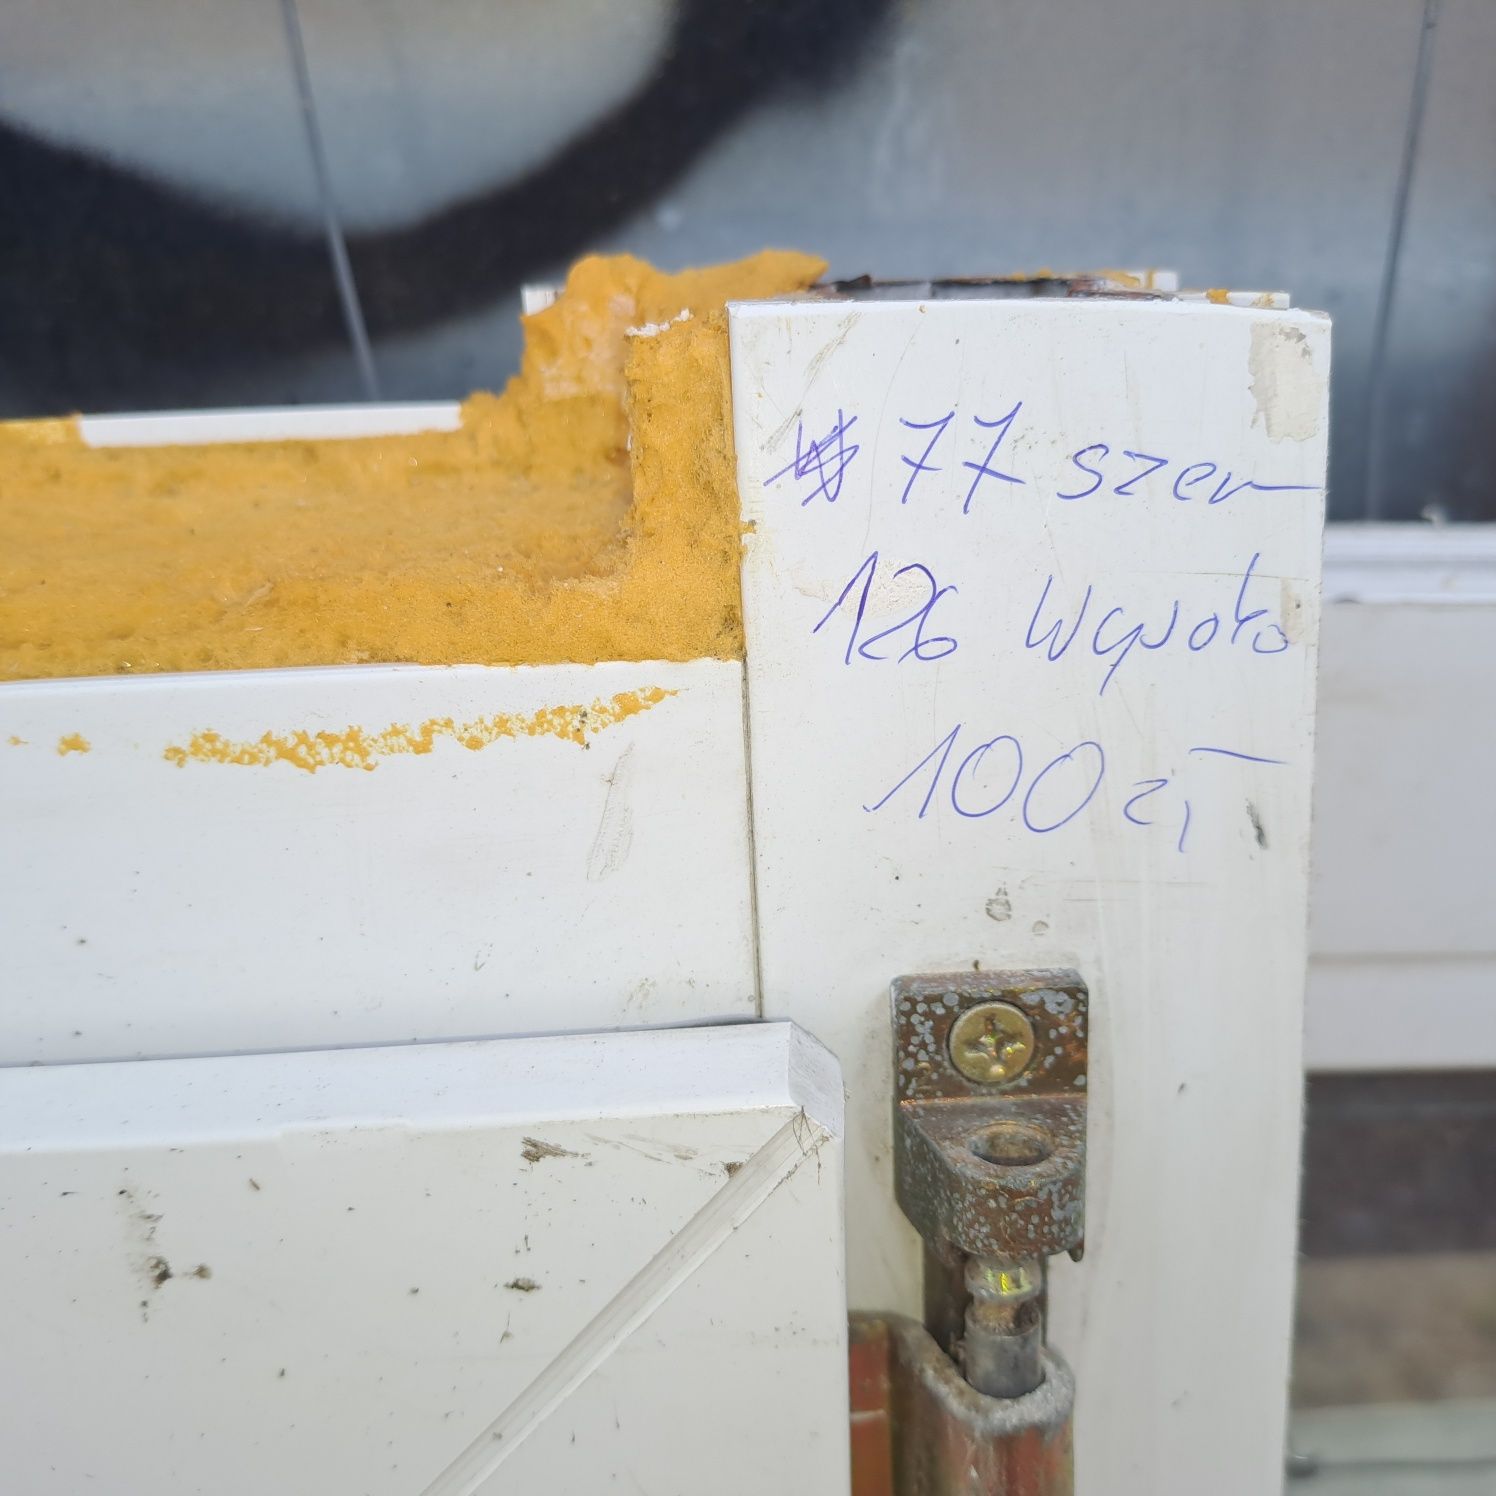 77 szer
126 Wysoko
100 zł